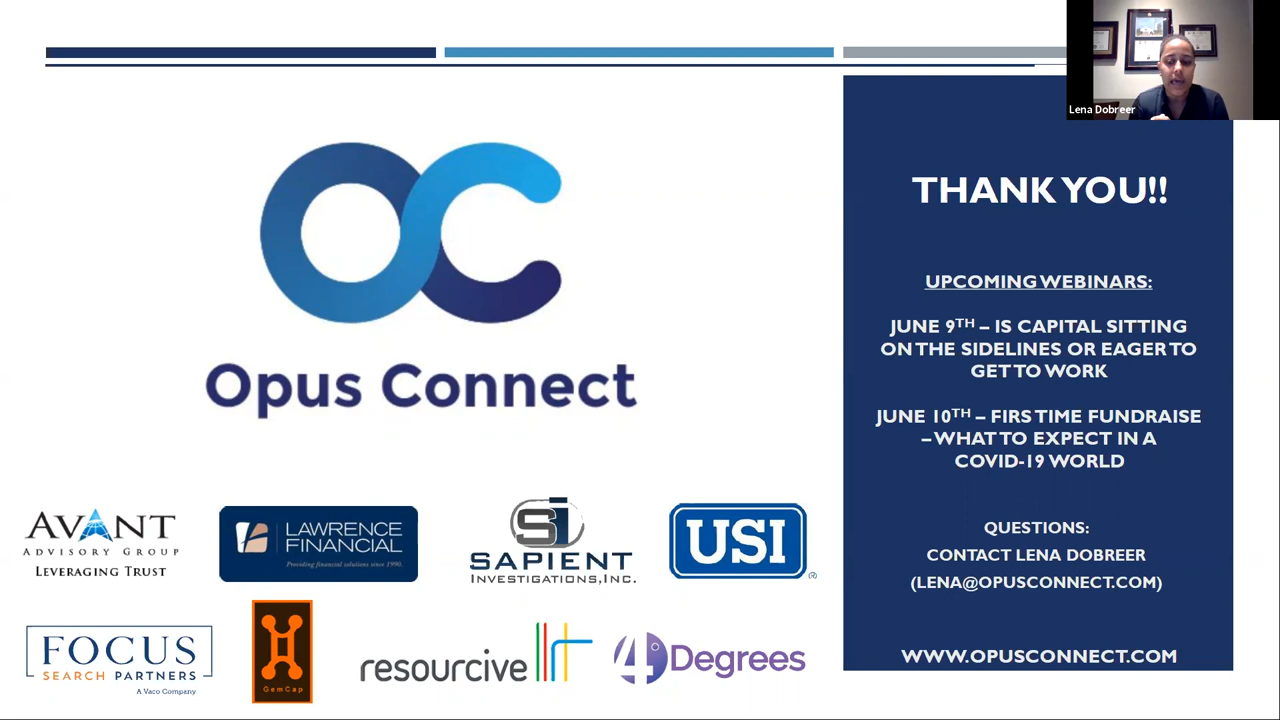 Lena Dobreer
Opus Connect
THANK YOU!!
UPCOMING WEBINARS:
JUNE 9TH – IS CAPITAL SITTING
ON THE SIDELINES OR EAGER TO
GET TO WORK
JUNE 10TH – FIRS TIME FUNDRAISE
– WHAT TO EXPECT IN A
COVID-19 WORLD
QUESTIONS:
CONTACT LENA DOBREER
(LENA@OPUSCONNECT.COM)
WWW.OPUSCONNECT.COM
AVANT
ADVISORY GROUP
LEVERAGING TRUST
LAWRENCE
FINANCIAL
Providing financial solutions since 1990.
SI
SAPIENT
INVESTIGATIONS, INC.
USI
®
FOCUS
SEARCH PARTNERS
A Vaco Company
GemCap
resourcive
4Degrees